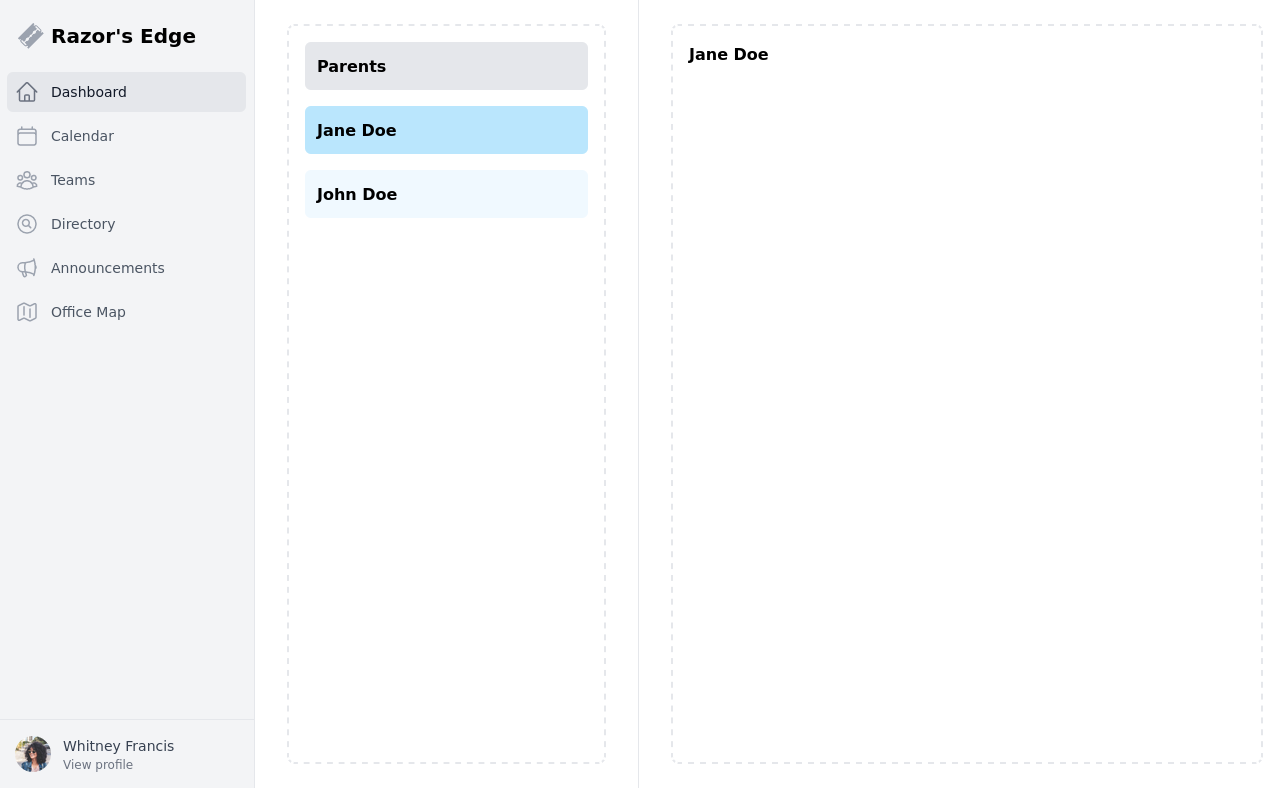 Razor's Edge
Dashboard
Calendar
Teams
Directory
Announcements
Office Map
Whitney Francis
View profile
Parents
Jane Doe
John Doe
Jane Doe